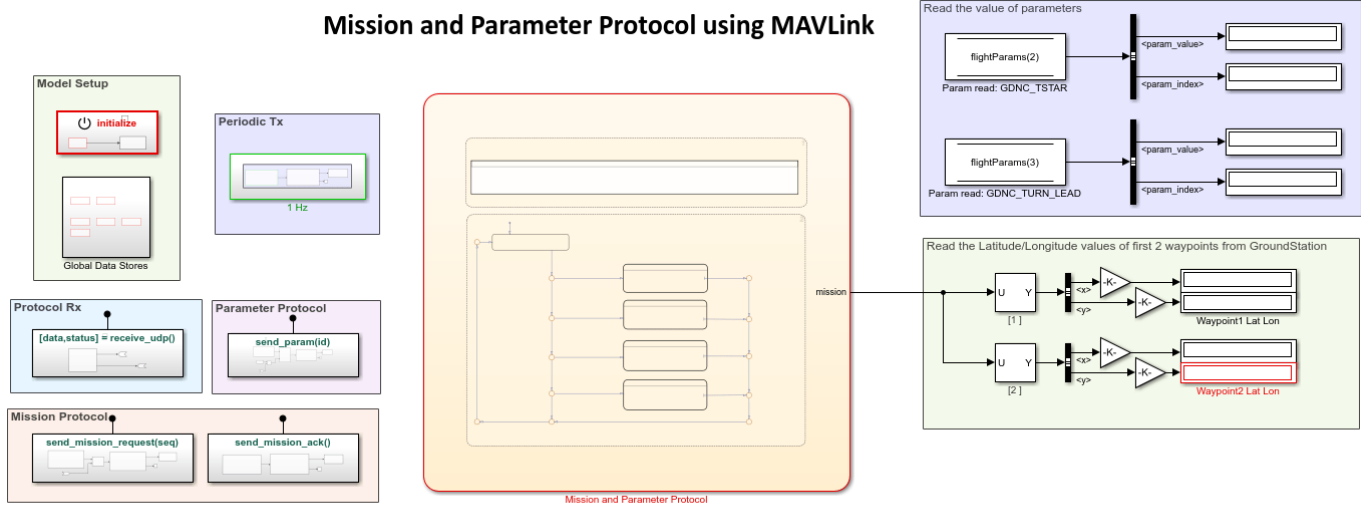 Mission and Parameter Protocol using MAVLink
Model Setup
initialize
Global Data Stores
Periodic Tx
1 Hz
Protocol Rx
[data,status] = receive_udp()
Parameter Protocol
send_param(id)
Mission Protocol
send_mission_request(seq)
send_mission_ack()
mission
Mission and Parameter Protocol
Read the value of parameters
flightParams(2)
Param read: GDNC_TSTAR
<param_value>
<param_index>
flightParams(3)
Param read: GDNC_TURN_LEAD
<param_value>
<param_index>
Read the Latitude/Longitude values of first 2 waypoints from GroundStation
U Y
[1 ]
<x>
<y>
-K-
-K-
Waypoint1 Lat Lon
U Y
[2 ]
<x>
<y>
-K-
-K-
Waypoint2 Lat Lon